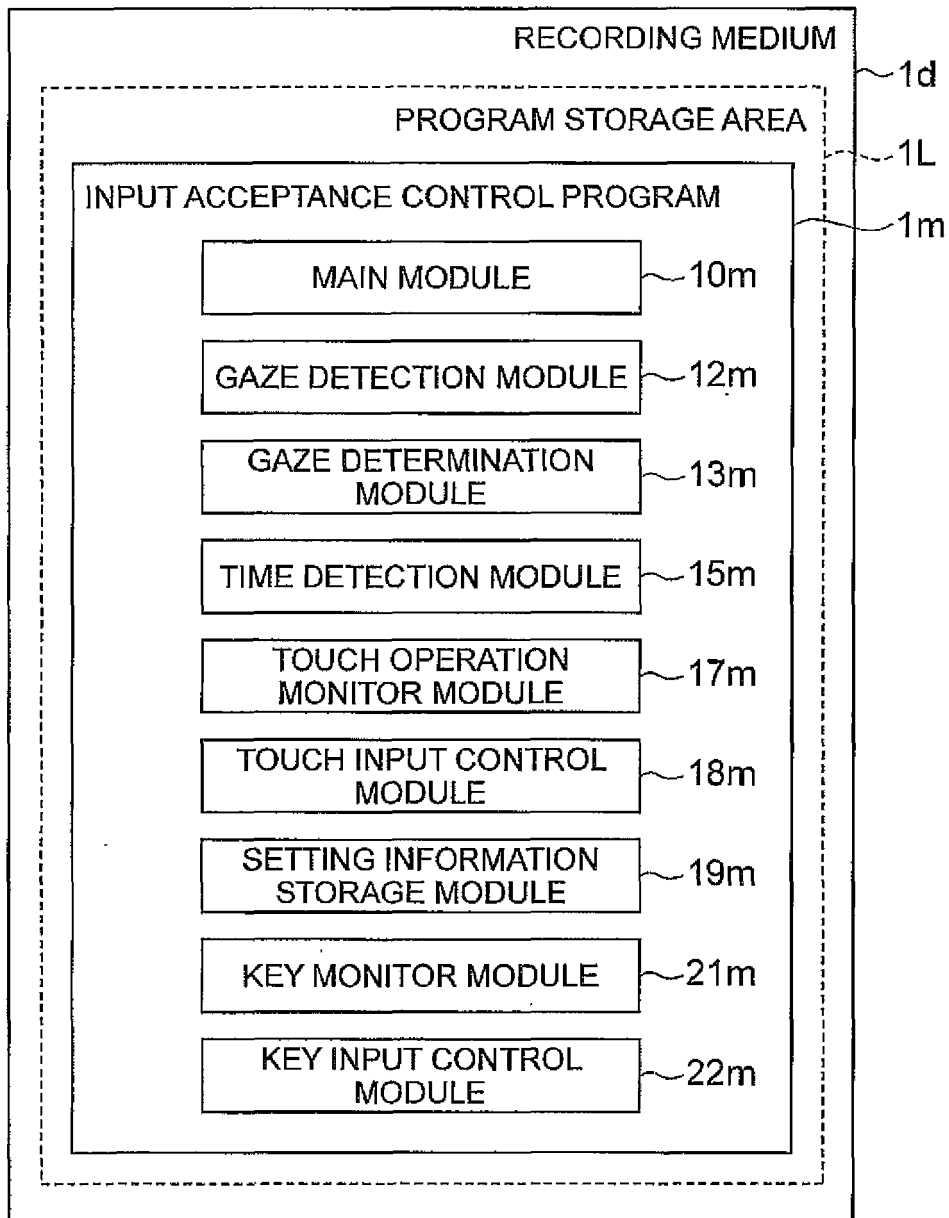 RECORDING MEDIUM
1d
PROGRAM STORAGE AREA
1L
INPUT ACCEPTANCE CONTROL PROGRAM
1m
MAIN MODULE
10m
GAZE DETECTION MODULE
12m
GAZE DETERMINATION
MODULE
13m
TIME DETECTION MODULE
15m
TOUCH OPERATION
MONITOR MODULE
17m
TOUCH INPUT CONTROL
MODULE
18m
SETTING INFORMATION
STORAGE MODULE
19m
KEY MONITOR MODULE
21m
KEY INPUT CONTROL
MODULE
22m